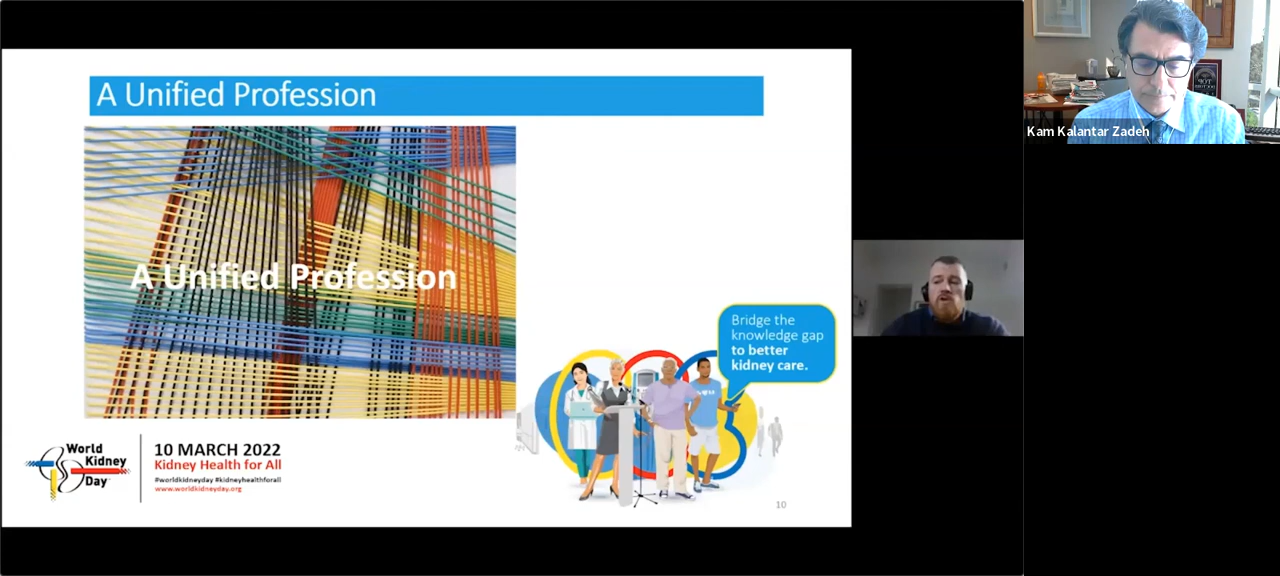 A Unified Profession
A Unified Profession
Bridge the
knowledge gap
to better
kidney care.
World
Kidney
Day
10 MARCH 2022
Kidney Health for All
#worldkidneyday #kidneyhealthforall
www.worldkidneyday.org
10
Kam Kalantar Zadeh